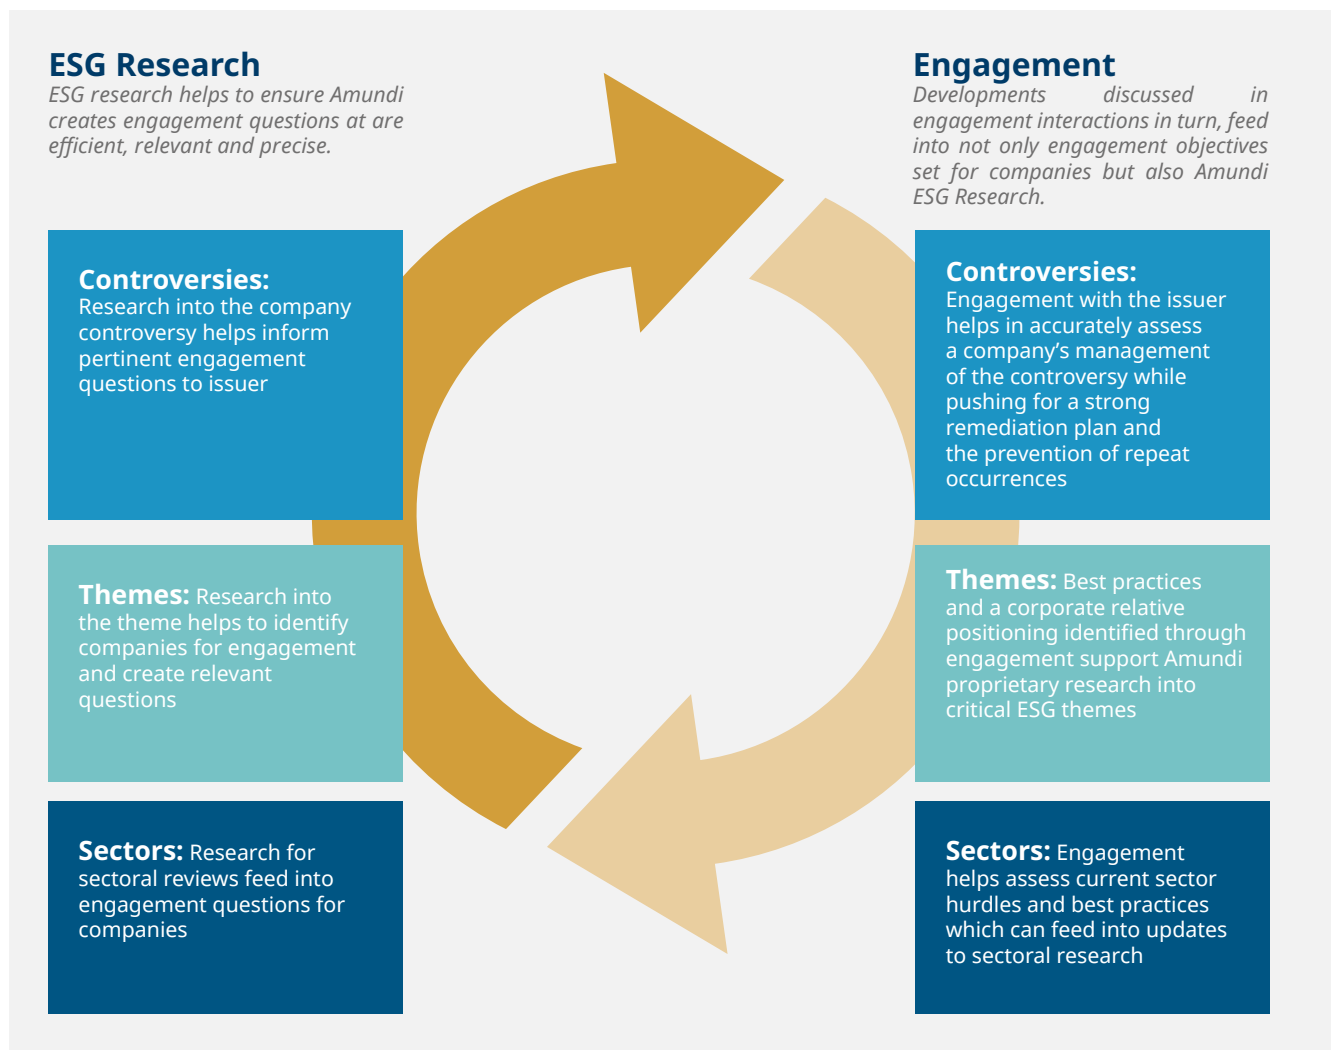 ESG Research
ESG research helps to ensure Amundi
creates engagement questions at are
efficient, relevant and precise.
Controversies:
Research into the company
controversy helps inform
pertinent engagement
questions to issuer
Themes: Research into
the theme helps to identify
companies for engagement
and create relevant
questions
Sectors: Research for
sectoral reviews feed into
engagement questions for
companies
Engagement
Developments discussed in
engagement interactions in turn, feed
into not only engagement objectives
set for companies but also Amundi
ESG Research.
Controversies:
Engagement with the issuer
helps in accurately assess
a company’s management
of the controversy while
pushing for a strong
remediation plan and
the prevention of repeat
occurrences
Themes: Best practices
and a corporate relative
positioning identified through
engagement support Amundi
proprietary research into
critical ESG themes
Sectors: Engagement
helps assess current sector
hurdles and best practices
which can feed into updates
to sectoral research